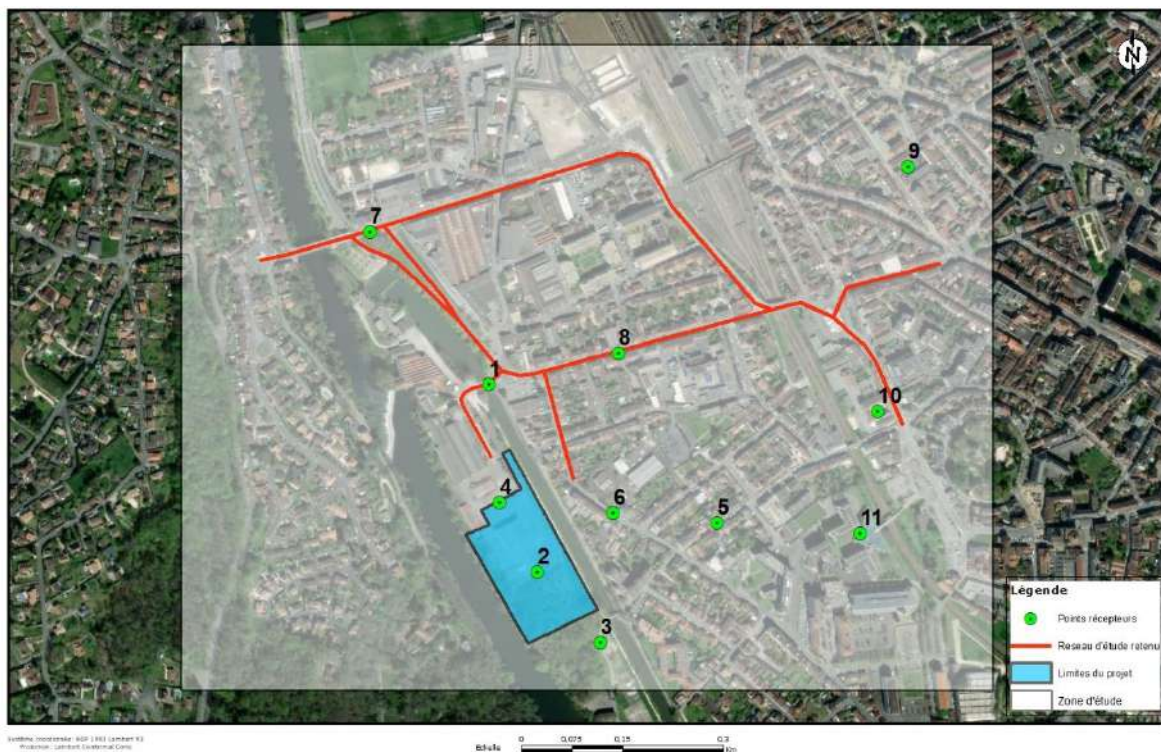 N
9
7
8
1
10
4
6
5
11
2
3
Légende
Points récepteurs
Reseau d'étude retenu
Limites du projet
Zone d'étude
Echelle
0 0,075 0,15 0,3
Km